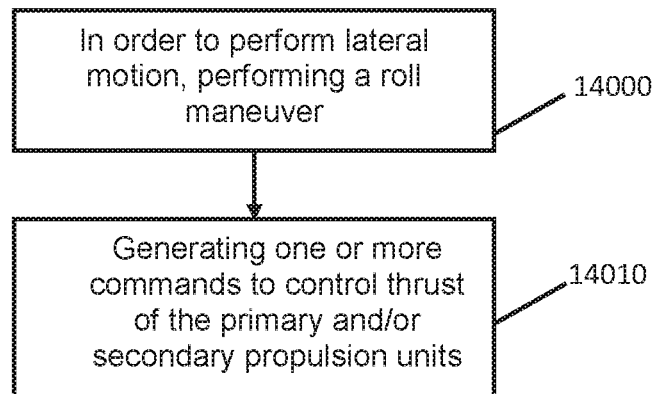 In order to perform lateral
motion, performing a roll
maneuver
14000
Generating one or more
commands to control thrust
of the primary and/or
secondary propulsion units
14010